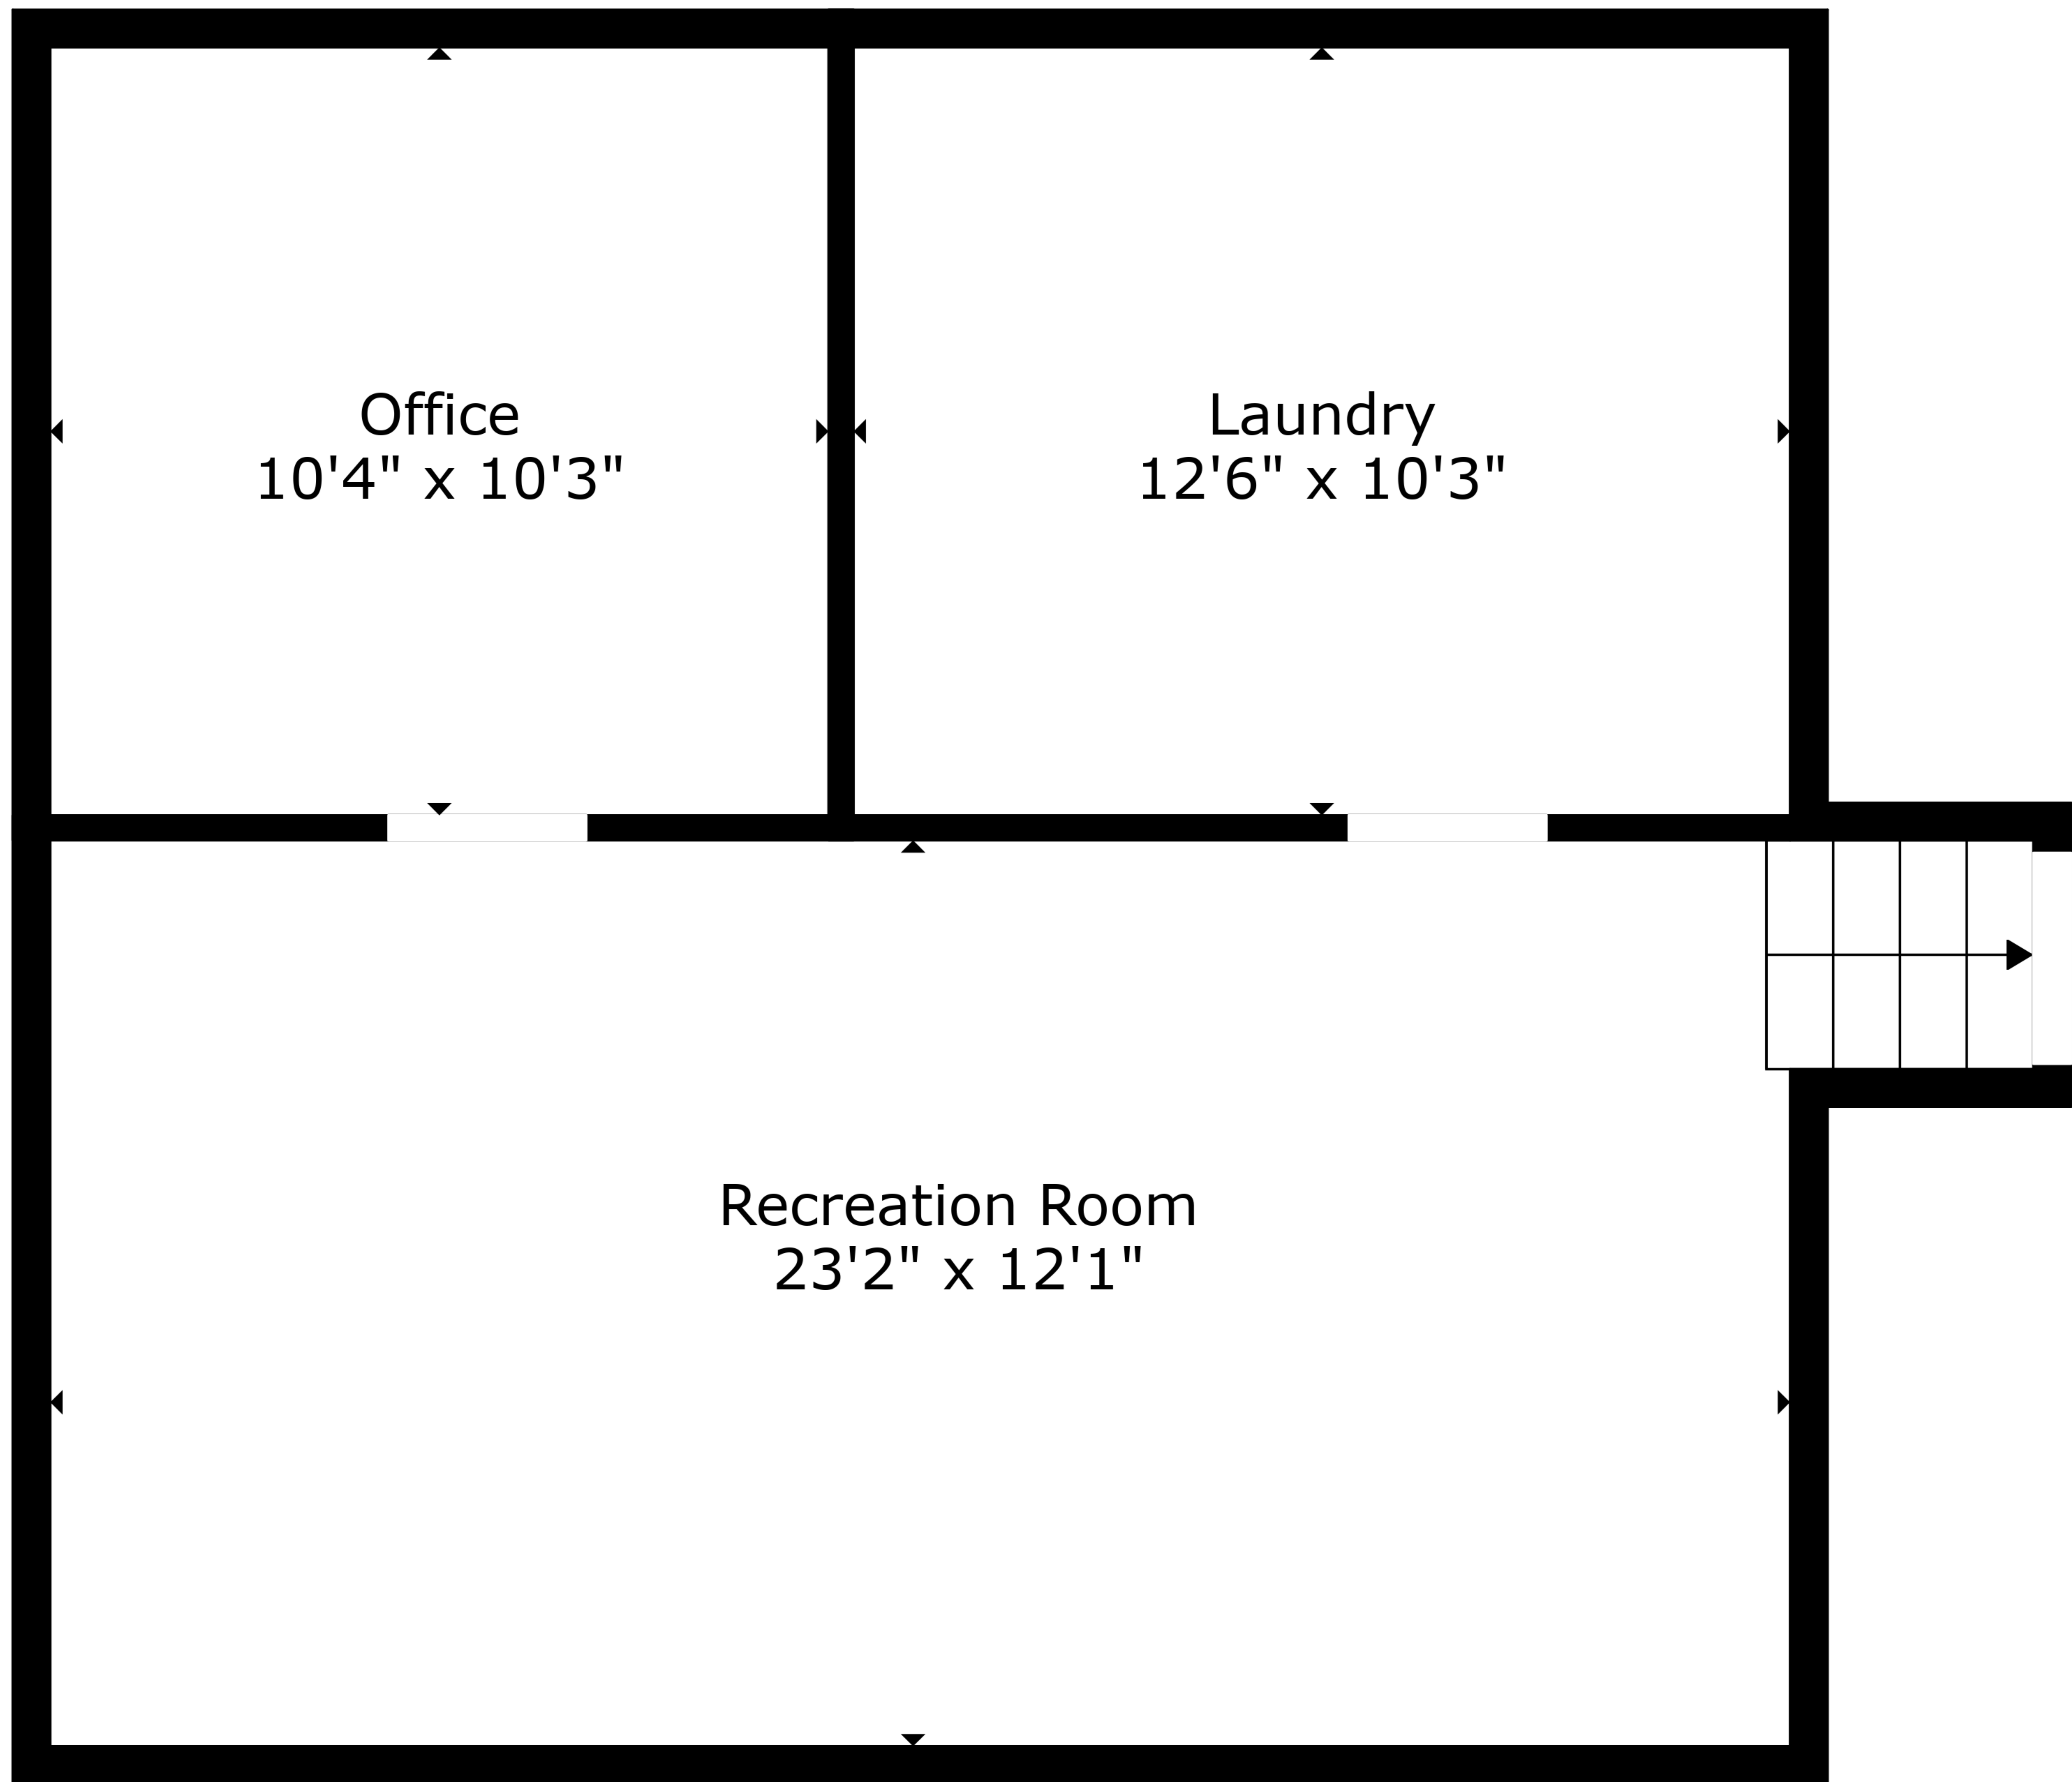 Office
10'4" x 10'3"
Laundry
12'6" x 10'3"
Recreation Room
23'2" x 12'1"